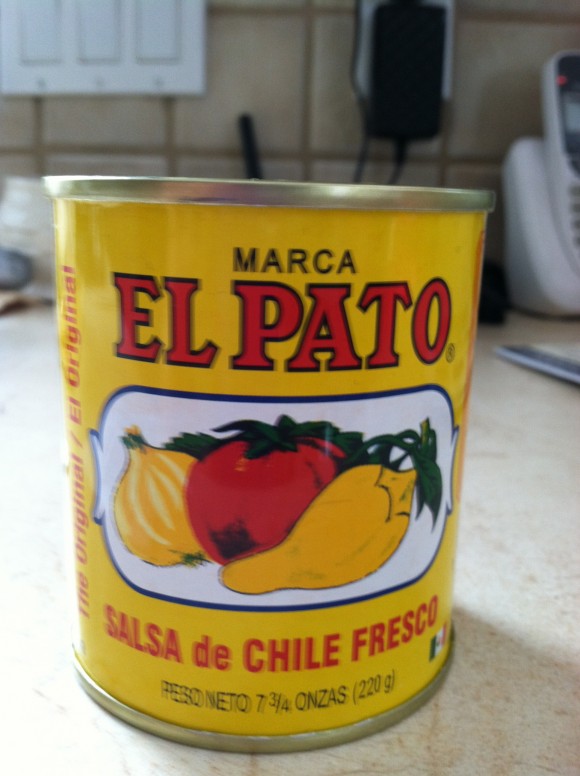 MARCA
EL PATO®
The Original / El Original
SALSA de CHILE FRESCO
PESO NETO 7 3/4 ONZAS (220 g)